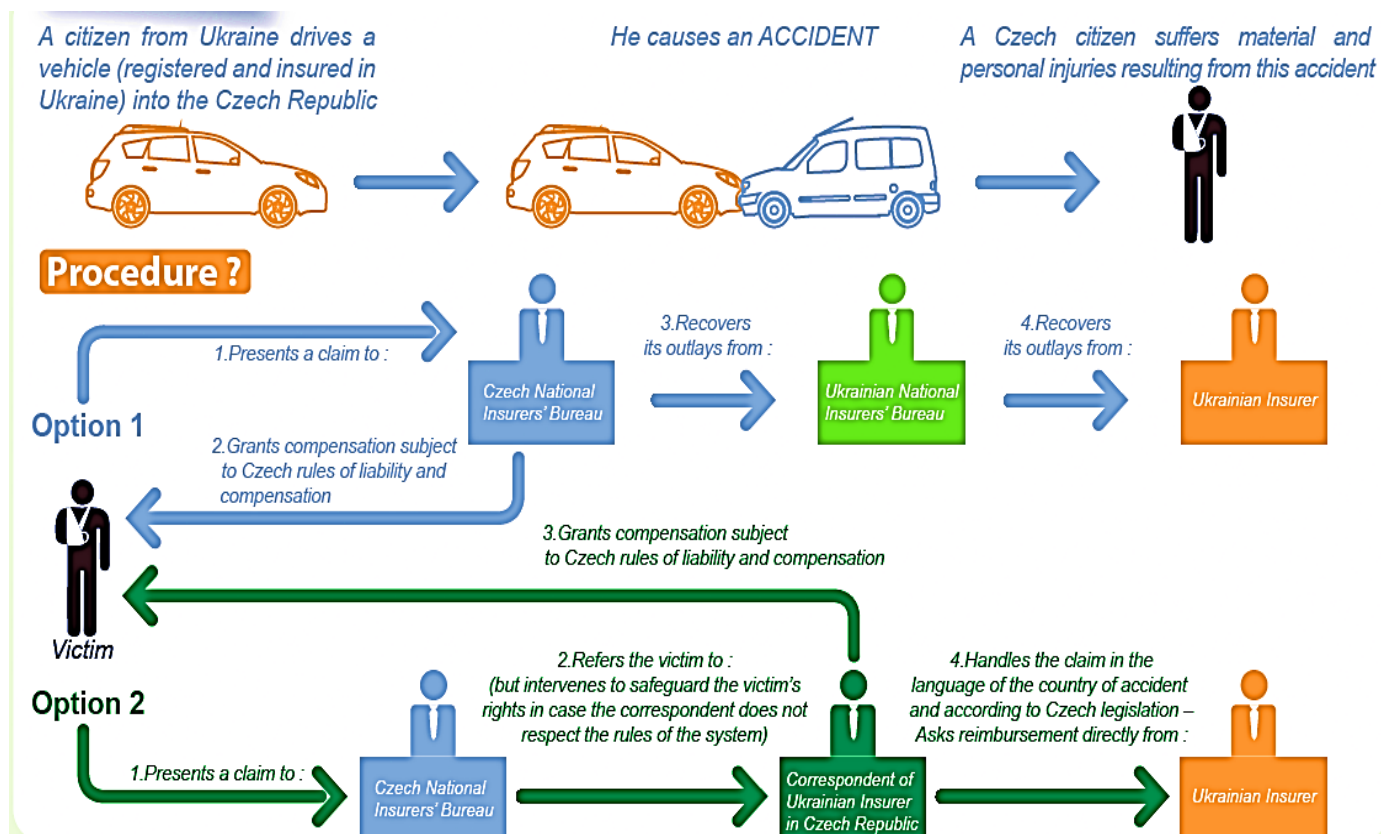 A citizen from Ukraine drives a
vehicle (registered and insured in
Ukraine) into the Czech Republic
He causes an ACCIDENT
A Czech citizen suffers material and
personal injuries resulting from this accident
Procedure ?
1.Presents a claim to :
Czech National
Insurers' Bureau
3.Recovers
its outlays from :
Ukrainian National
Insurers' Bureau
4.Recovers
its outlays from :
Ukrainian Insurer
Option 1
2.Grants compensation subject
to Czech rules of liability and
compensation
3.Grants compensation subject
to Czech rules of liability and compensation
Victim
Option 2
1.Presents a claim to :
Czech National
Insurers' Bureau
2.Refers the victim to :
(but intervenes to safeguard the victim's
rights in case the correspondent does not
respect the rules of the system)
Correspondent of
Ukrainian Insurer
in Czech Republic
4.Handles the claim in the
language of the country of accident
and according to Czech legislation –
Asks reimbursement directly from :
Ukrainian Insurer